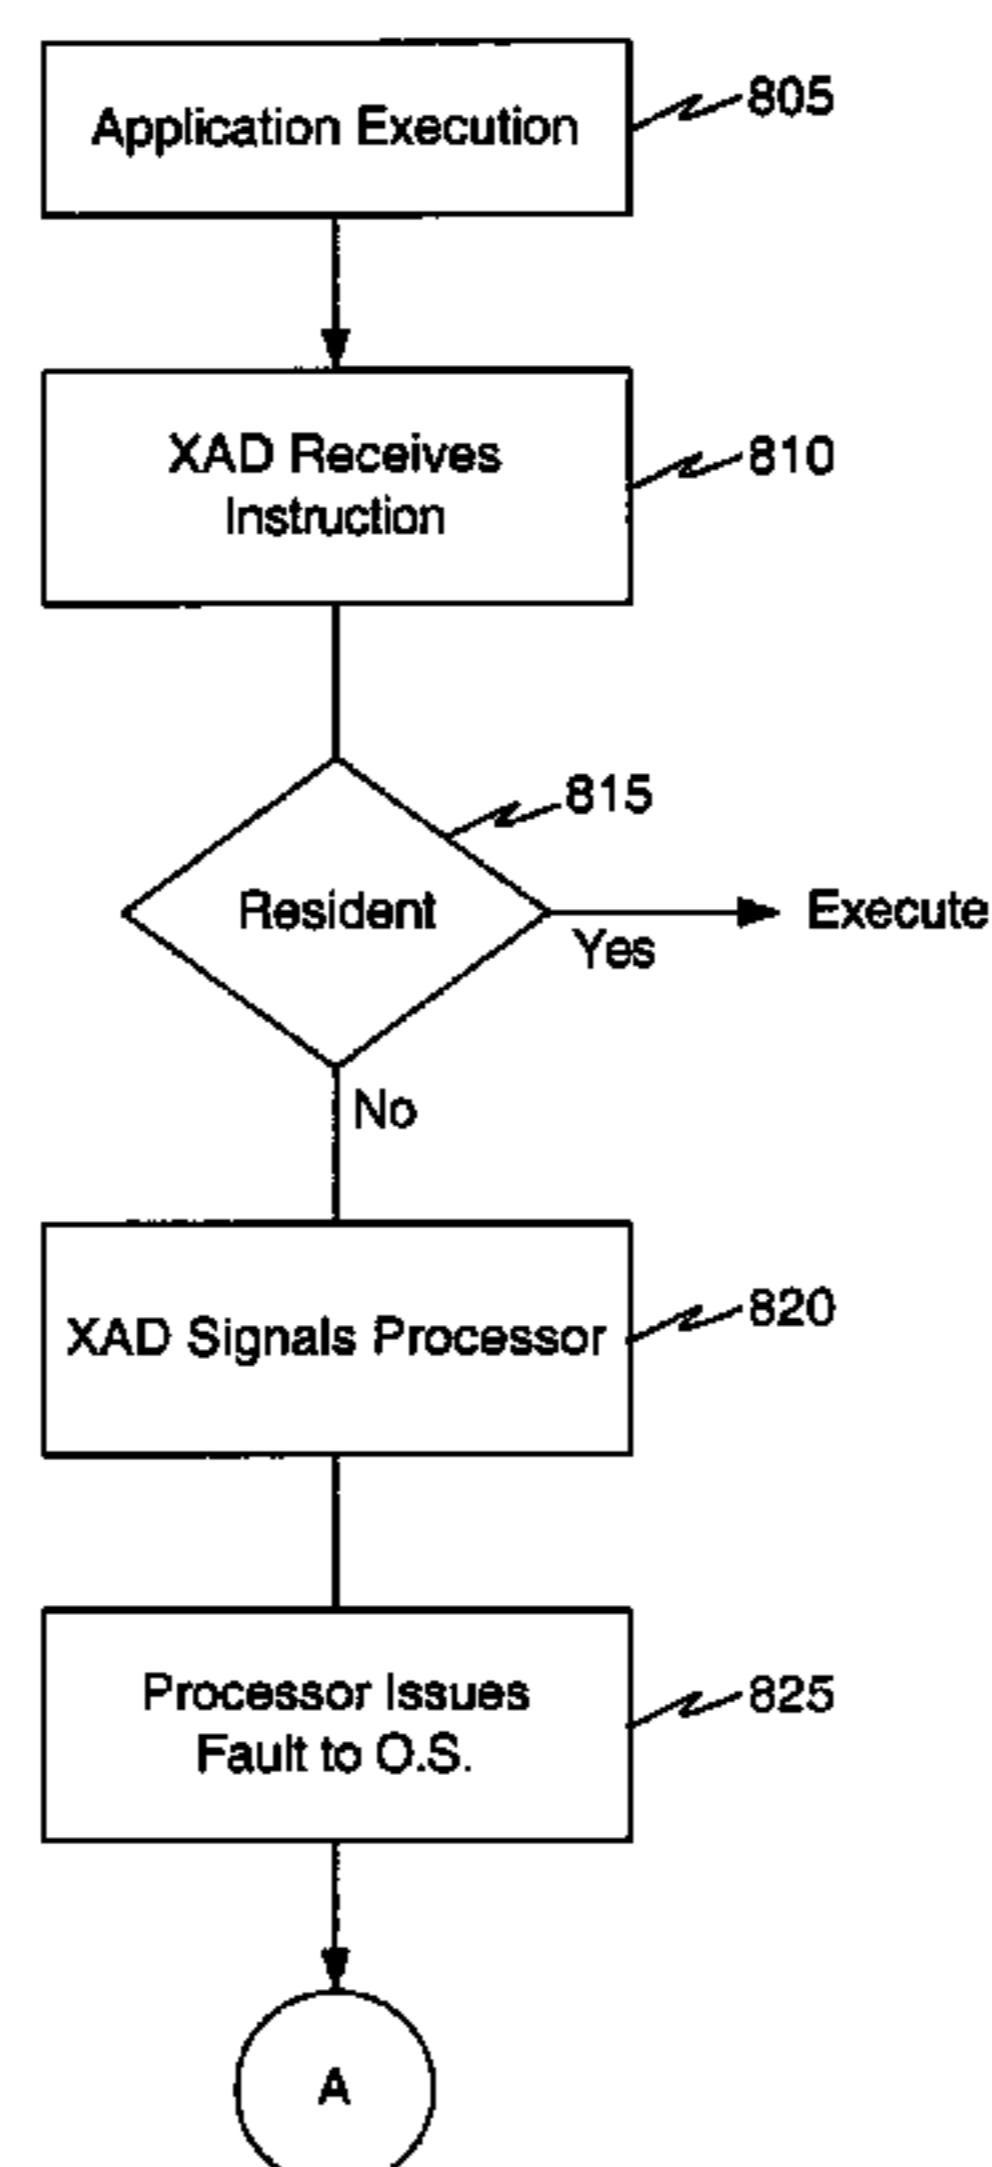 Application Execution
805
XAD Receives
Instruction
810
815
Resident
Yes
Execute
No
XAD Signals Processor
820
Processor Issues
Fault to O.S.
825
A